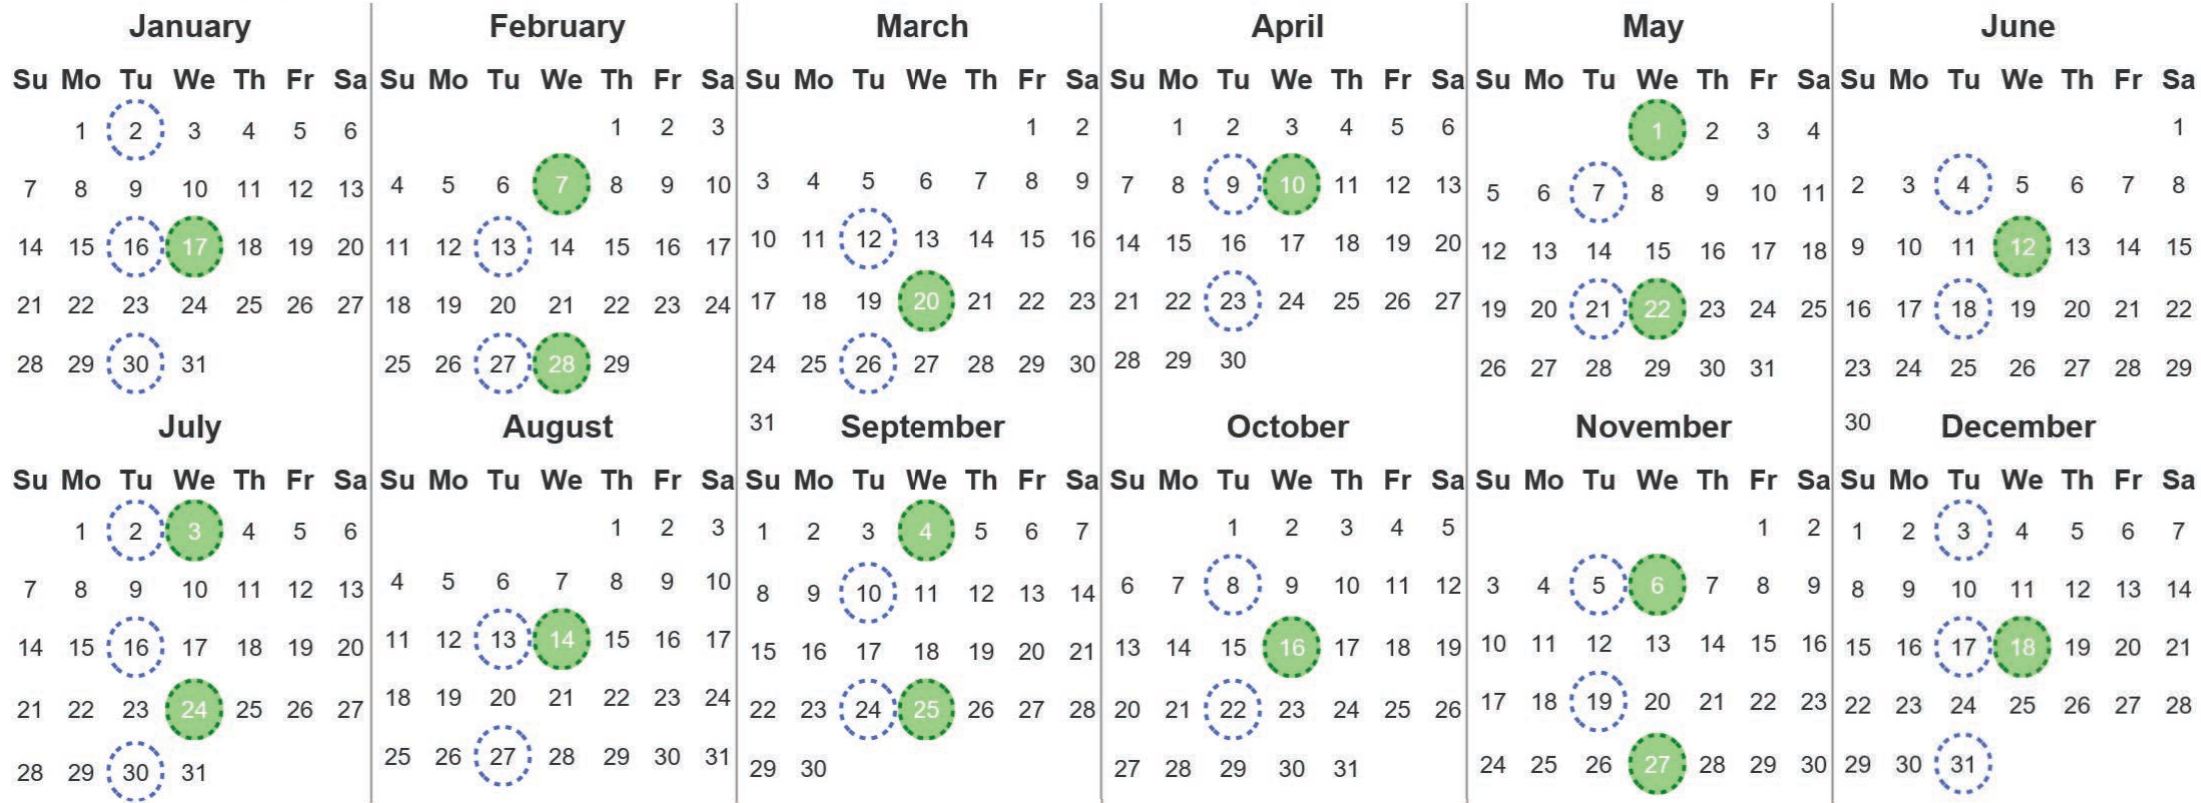 January February March April May June
Su Mo Tu We Th Fr Sa Su Mo Tu We Th Fr Sa Su Mo Tu We Th Fr Sa Su Mo Tu We Th Fr Sa Su Mo Tu We Th Fr Sa Su Mo Tu We Th Fr Sa
1 2 3 4 5 6 1 2 3 1 2 1 2 3 4 5 6 1 2 3 4 1
7 8 9 10 11 12 13 4 5 6 7 8 9 10 3 4 5 6 7 8 9 7 8 9 10 11 12 13 5 6 7 8 9 10 11 2 3 4 5 6 7 8
14 15 16 17 18 19 20 11 12 13 14 15 16 17 10 11 12 13 14 15 16 14 15 16 17 18 19 20 12 13 14 15 16 17 18 9 10 11 12 13 14 15
21 22 23 24 25 26 27 18 19 20 21 22 23 24 17 18 19 20 21 22 23 21 22 23 24 25 26 27 19 20 21 22 23 24 25 16 17 18 19 20 21 22
28 29 30 31 25 26 27 28 29 24 25 26 27 28 29 30 28 29 30 26 27 28 29 30 31 23 24 25 26 27 28 29
31 30
July August September October November December
Su Mo Tu We Th Fr Sa Su Mo Tu We Th Fr Sa Su Mo Tu We Th Fr Sa Su Mo Tu We Th Fr Sa Su Mo Tu We Th Fr Sa Su Mo Tu We Th Fr Sa
1 2 3 4 5 6 1 2 3 1 2 3 4 5 6 7 1 2 3 4 5 1 2 1 2 3 4 5 6 7
7 8 9 10 11 12 13 4 5 6 7 8 9 10 8 9 10 11 12 13 14 6 7 8 9 10 11 12 3 4 5 6 7 8 9 8 9 10 11 12 13 14
14 15 16 17 18 19 20 11 12 13 14 15 16 17 15 16 17 18 19 20 21 13 14 15 16 17 18 19 10 11 12 13 14 15 16 15 16 17 18 19 20 21
21 22 23 24 25 26 27 18 19 20 21 22 23 24 22 23 24 25 26 27 28 20 21 22 23 24 25 26 17 18 19 20 21 22 23 22 23 24 25 26 27 28
28 29 30 31 25 26 27 28 29 30 31 29 30 27 28 29 30 31 24 25 26 27 28 29 30 29 30 31